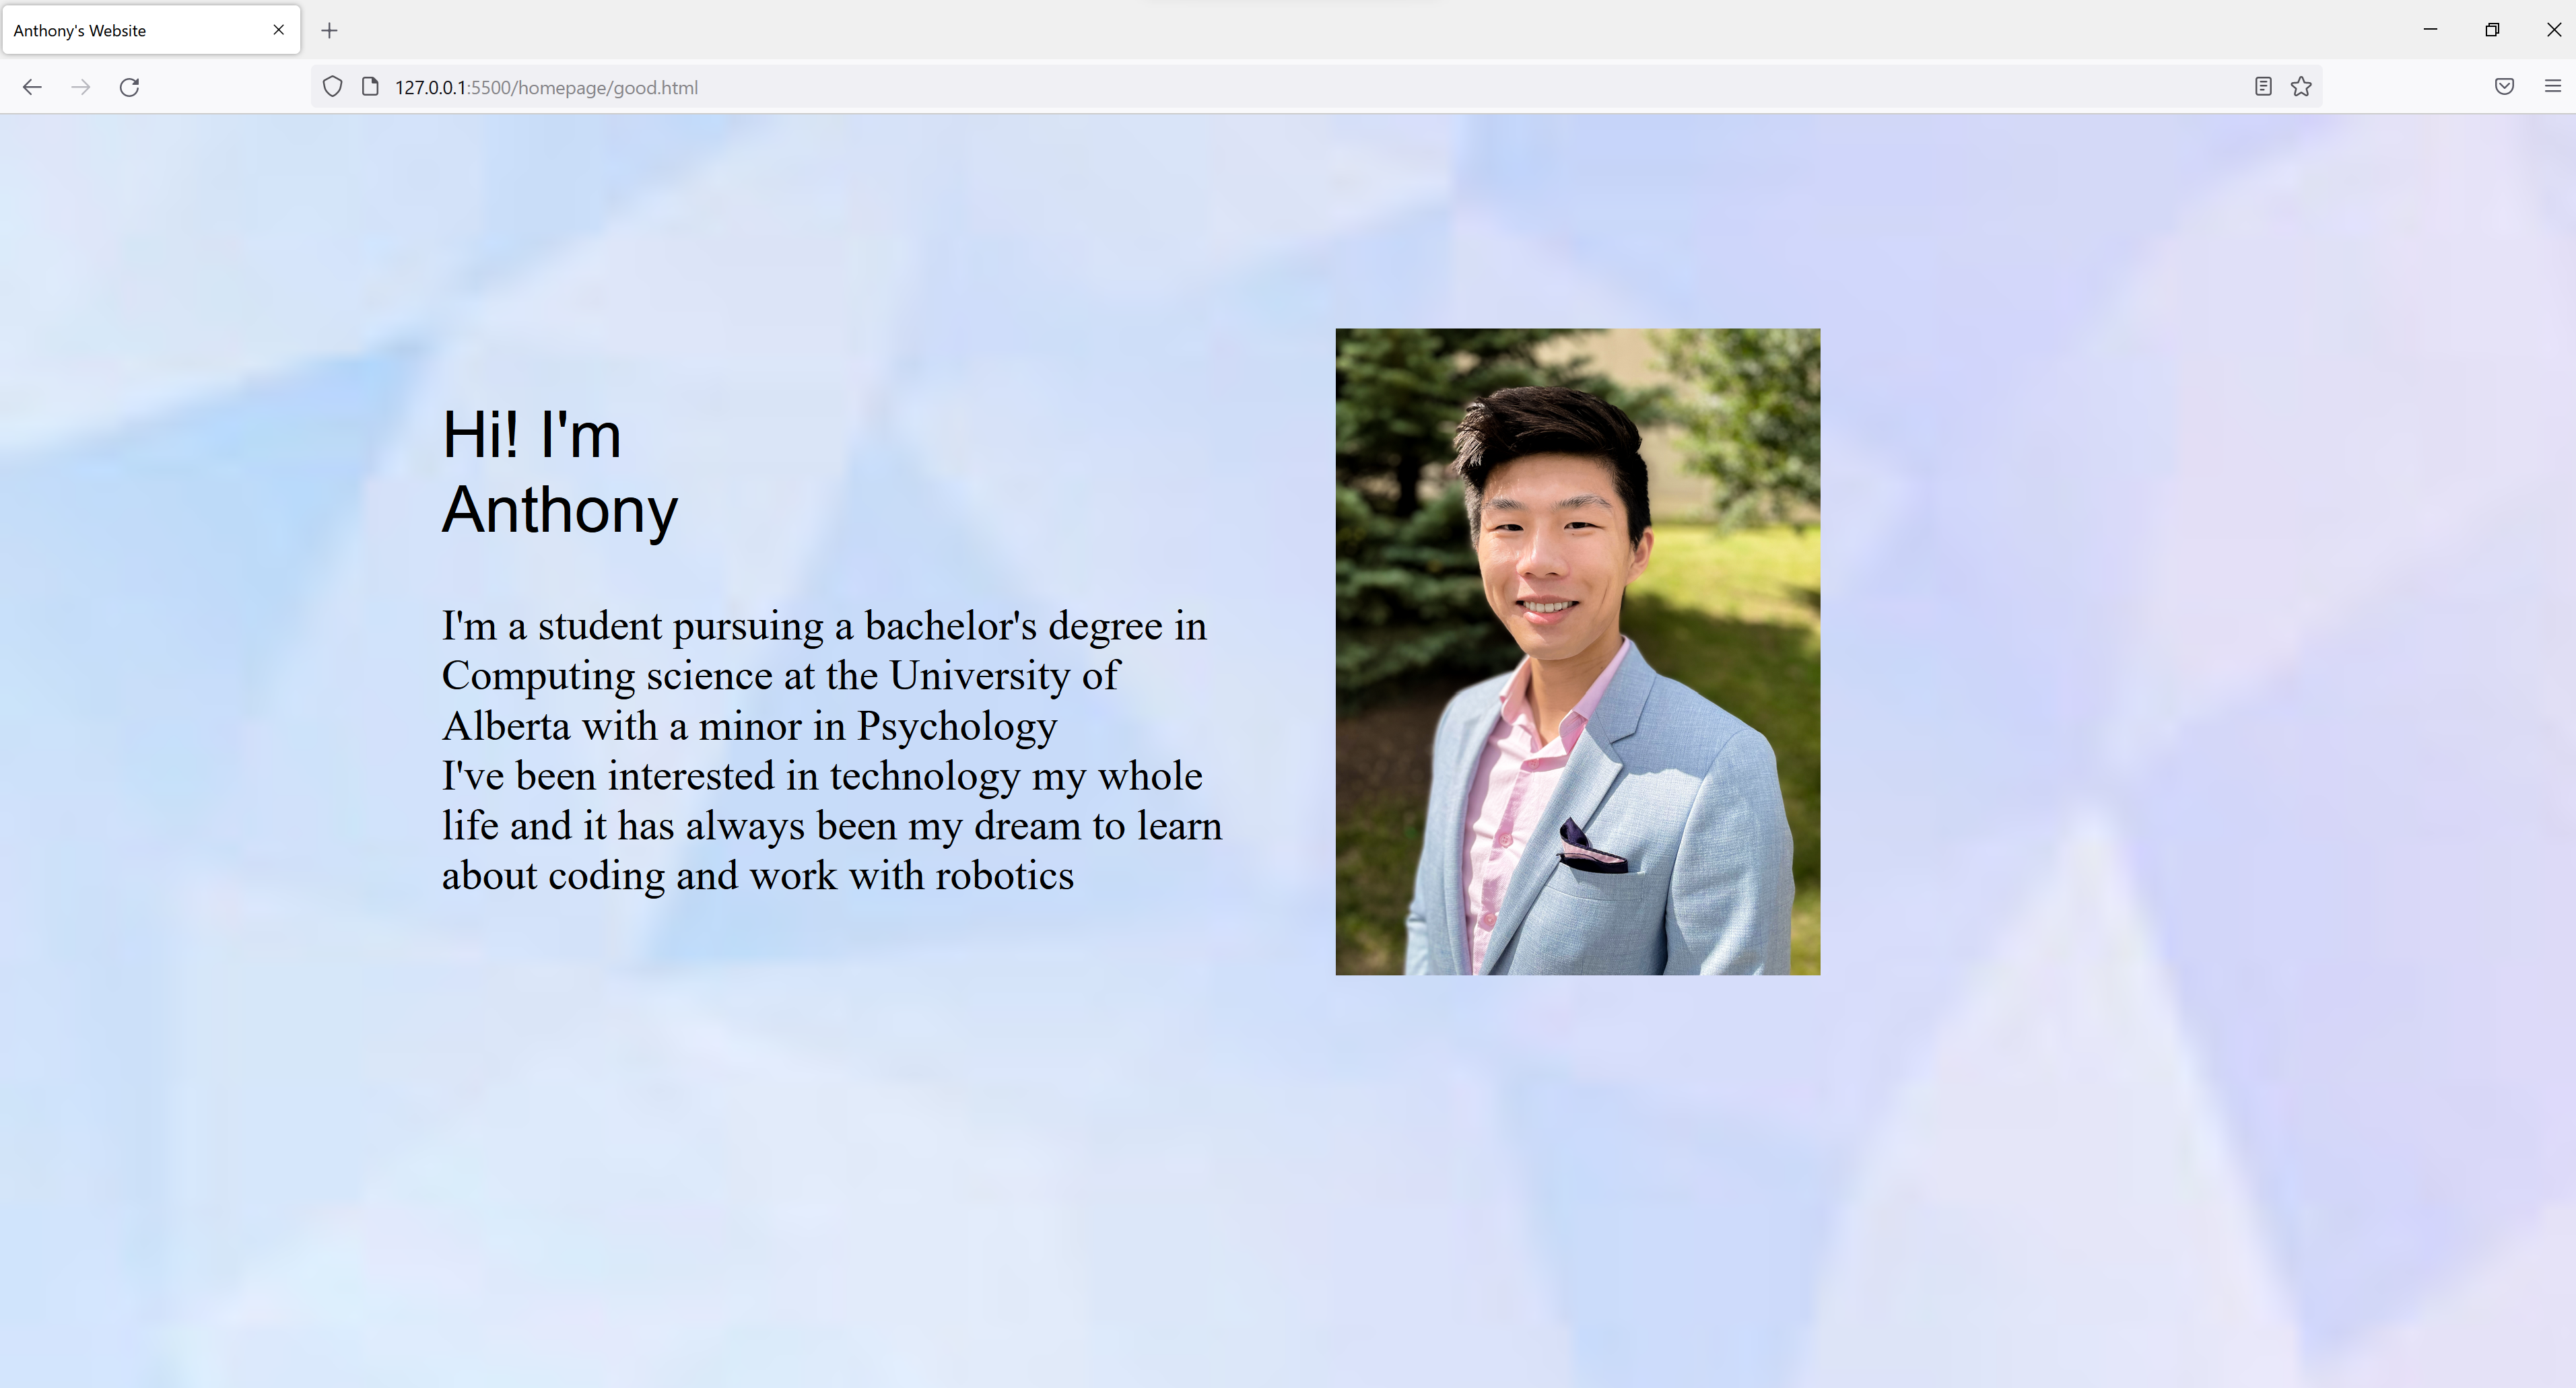 Anthony's Website
127.0.0.1:5500/homepage/good.html
Hi! I'm
Anthony
I'm a student pursuing a bachelor's degree in
Computing science at the University of
Alberta with a minor in Psychology
I've been interested in technology my whole
life and it has always been my dream to learn
about coding and work with robotics